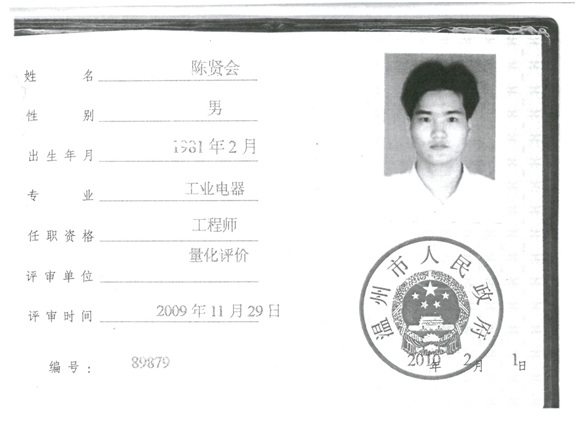 姓名 陈贤会
性别 男
出生年月 1981年2月
专业 工业电器
任职资格 工程师
评审单位 量化评价
评审时间 2009年11月29日
编号： 89879
温州市人民政府
2010年2月1日